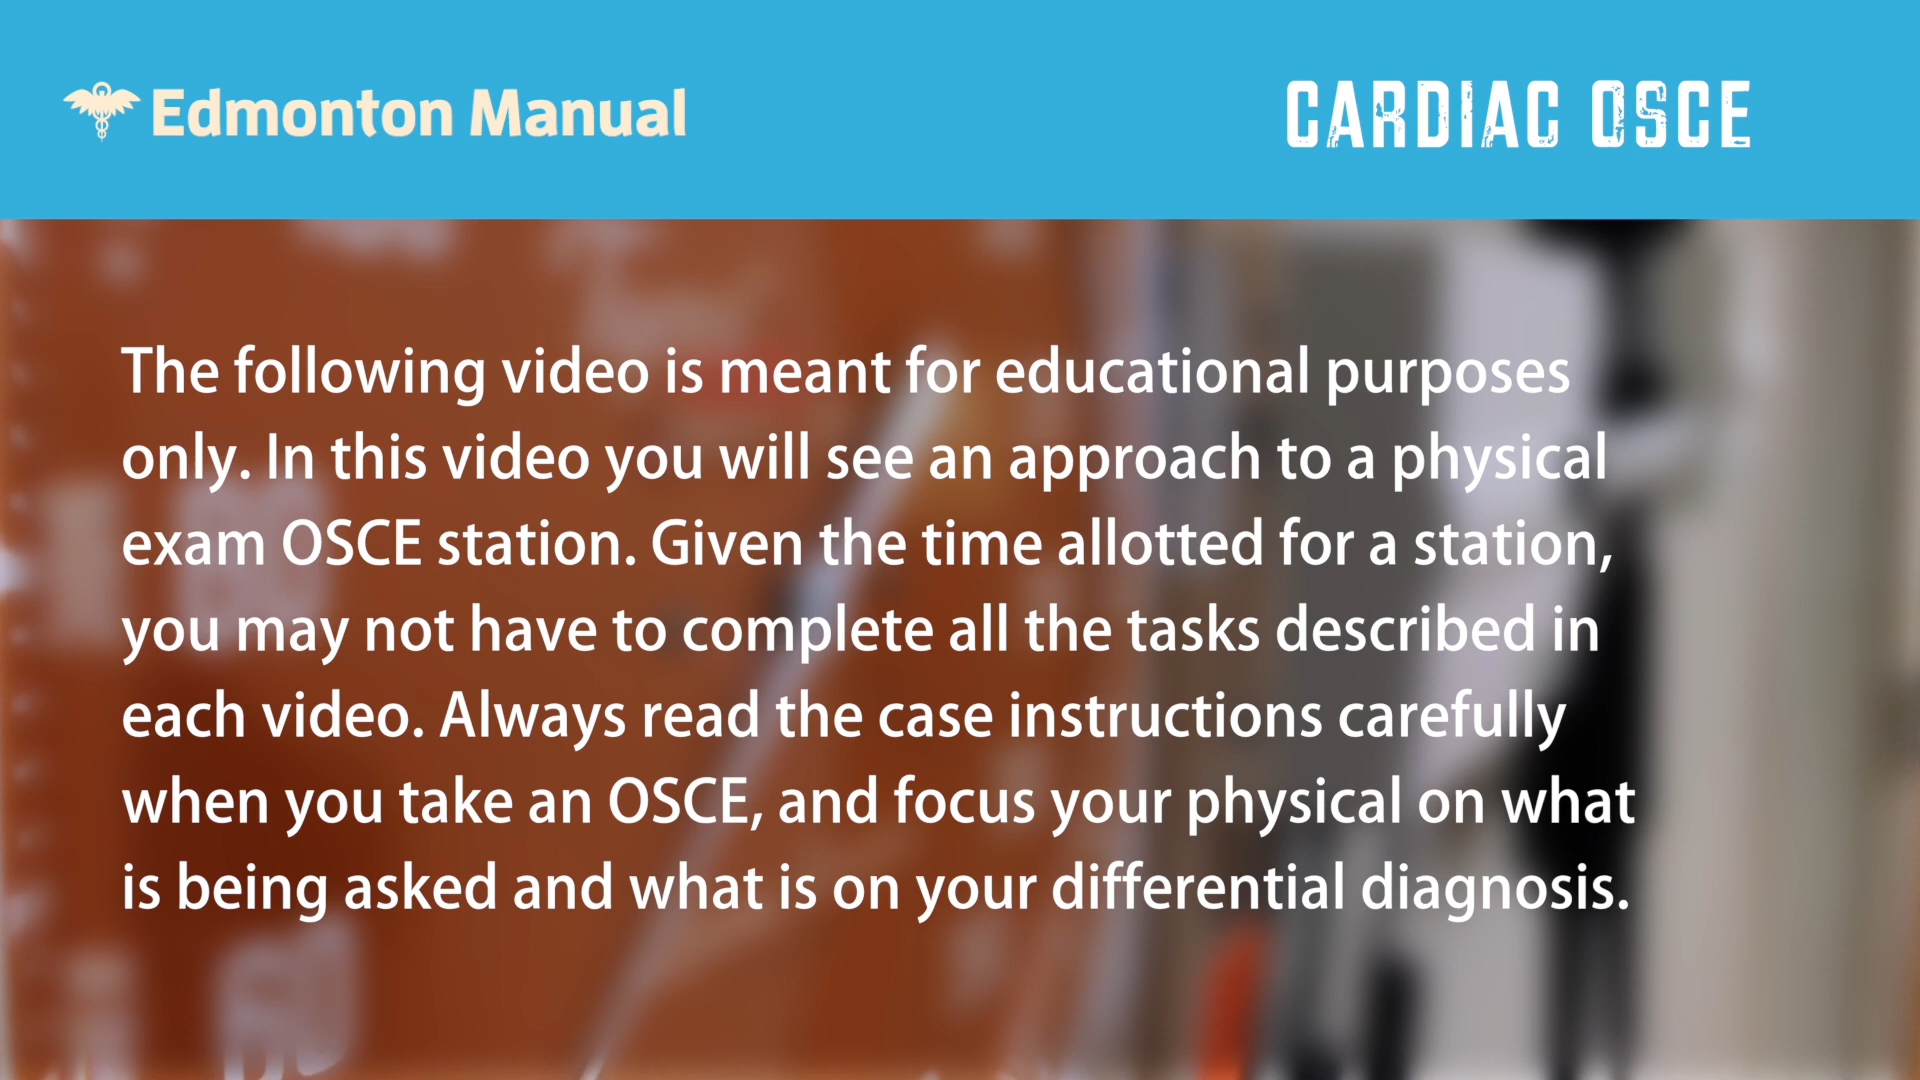 Edmonton Manual
CARDIAC OSCE
The following video is meant for educational purposes
only. In this video you will see an approach to a physical
exam OSCE station. Given the time allotted for a station,
you may not have to complete all the tasks described in
each video. Always read the case instructions carefully
when you take an OSCE, and focus your physical on what
is being asked and what is on your differential diagnosis.